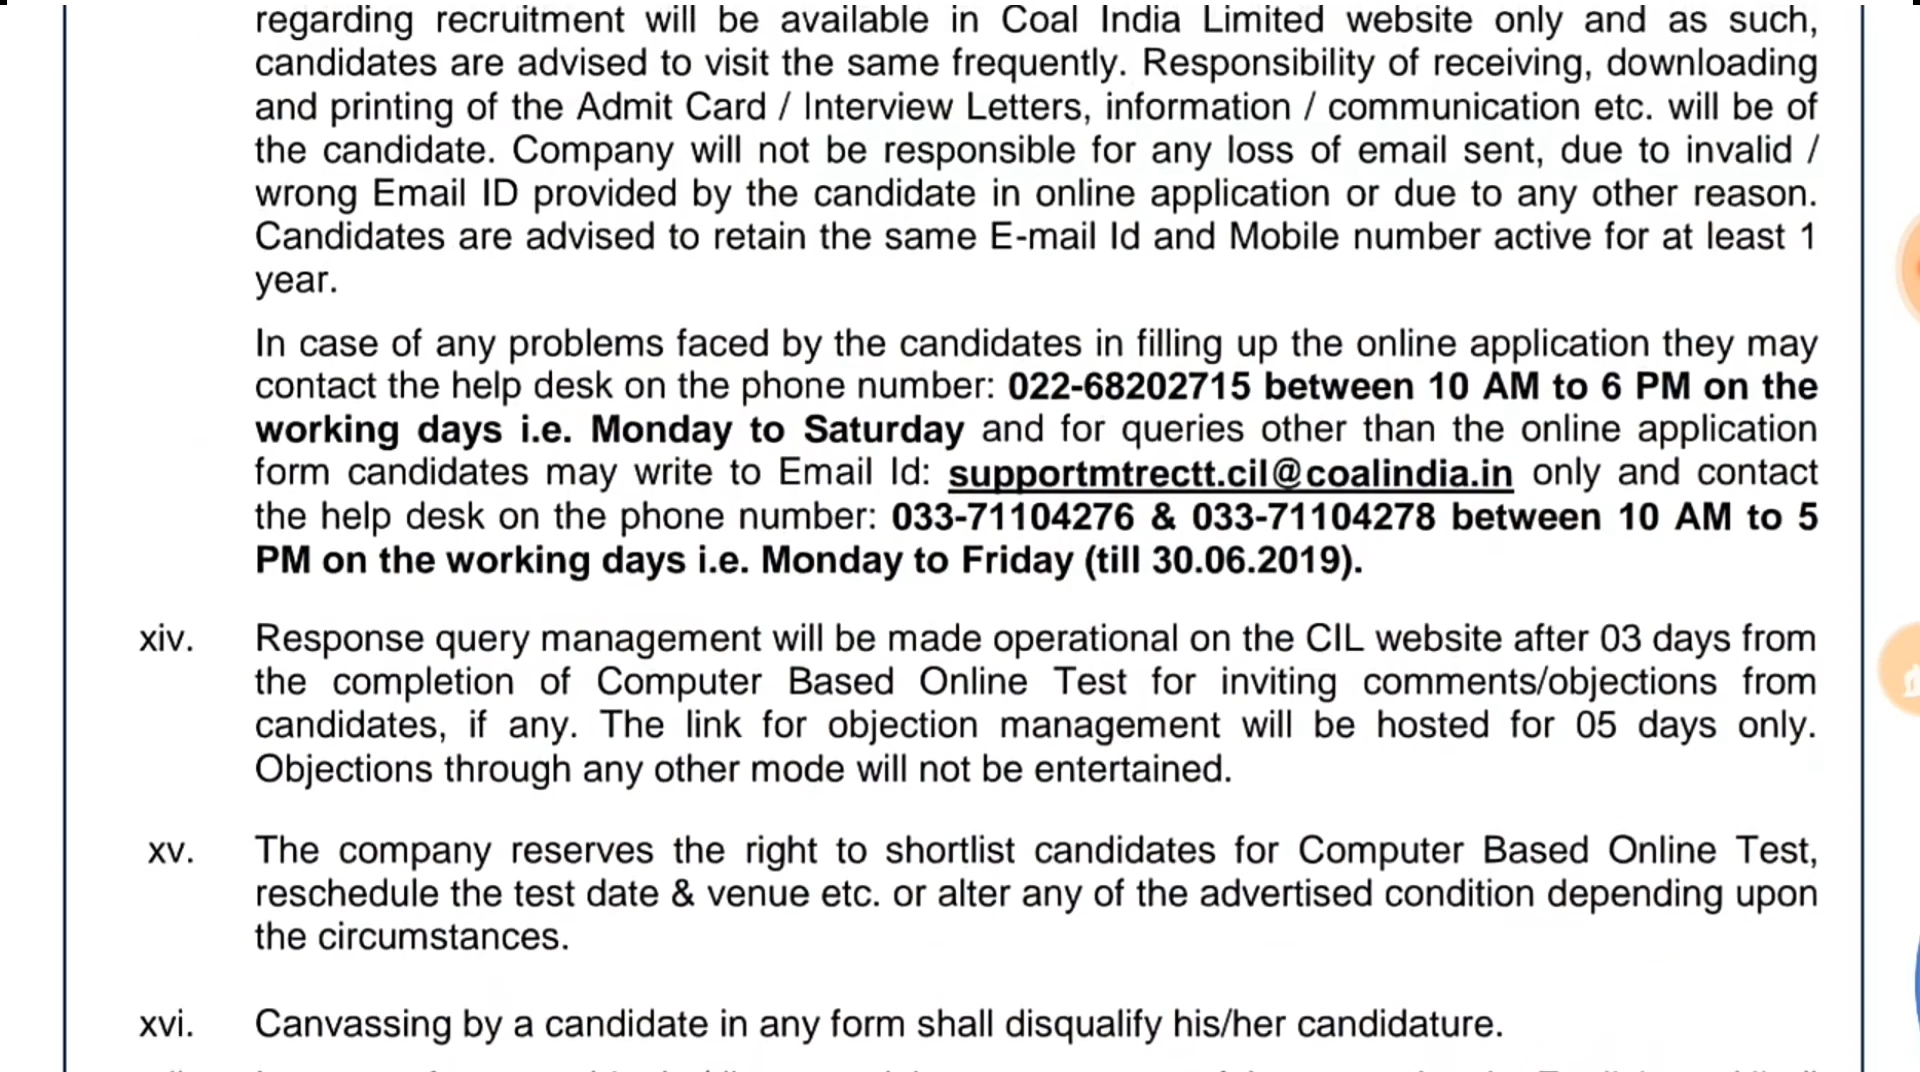 regarding recruitment will be available in Coal India Limited website only and as such,
candidates are advised to visit the same frequently. Responsibility of receiving, downloading
and printing of the Admit Card / Interview Letters, information / communication etc. will be of
the candidate. Company will not be responsible for any loss of email sent, due to invalid /
wrong Email ID provided by the candidate in online application or due to any other reason.
Candidates are advised to retain the same E-mail Id and Mobile number active for at least 1
year.
In case of any problems faced by the candidates in filling up the online application they may
contact the help desk on the phone number: 022-68202715 between 10 AM to 6 PM on the
working days i.e. Monday to Saturday and for queries other than the online application
form candidates may write to Email Id: supportmtrectt.cil@coalindia.in only and contact
the help desk on the phone number: 033-71104276 & 033-71104278 between 10 AM to 5
PM on the working days i.e. Monday to Friday (till 30.06.2019).
xiv. Response query management will be made operational on the CIL website after 03 days from
the completion of Computer Based Online Test for inviting comments/objections from
candidates, if any. The link for objection management will be hosted for 05 days only.
Objections through any other mode will not be entertained.
xv. The company reserves the right to shortlist candidates for Computer Based Online Test,
reschedule the test date & venue etc. or alter any of the advertised condition depending upon
the circumstances.
xvi. Canvassing by a candidate in any form shall disqualify his/her candidature.